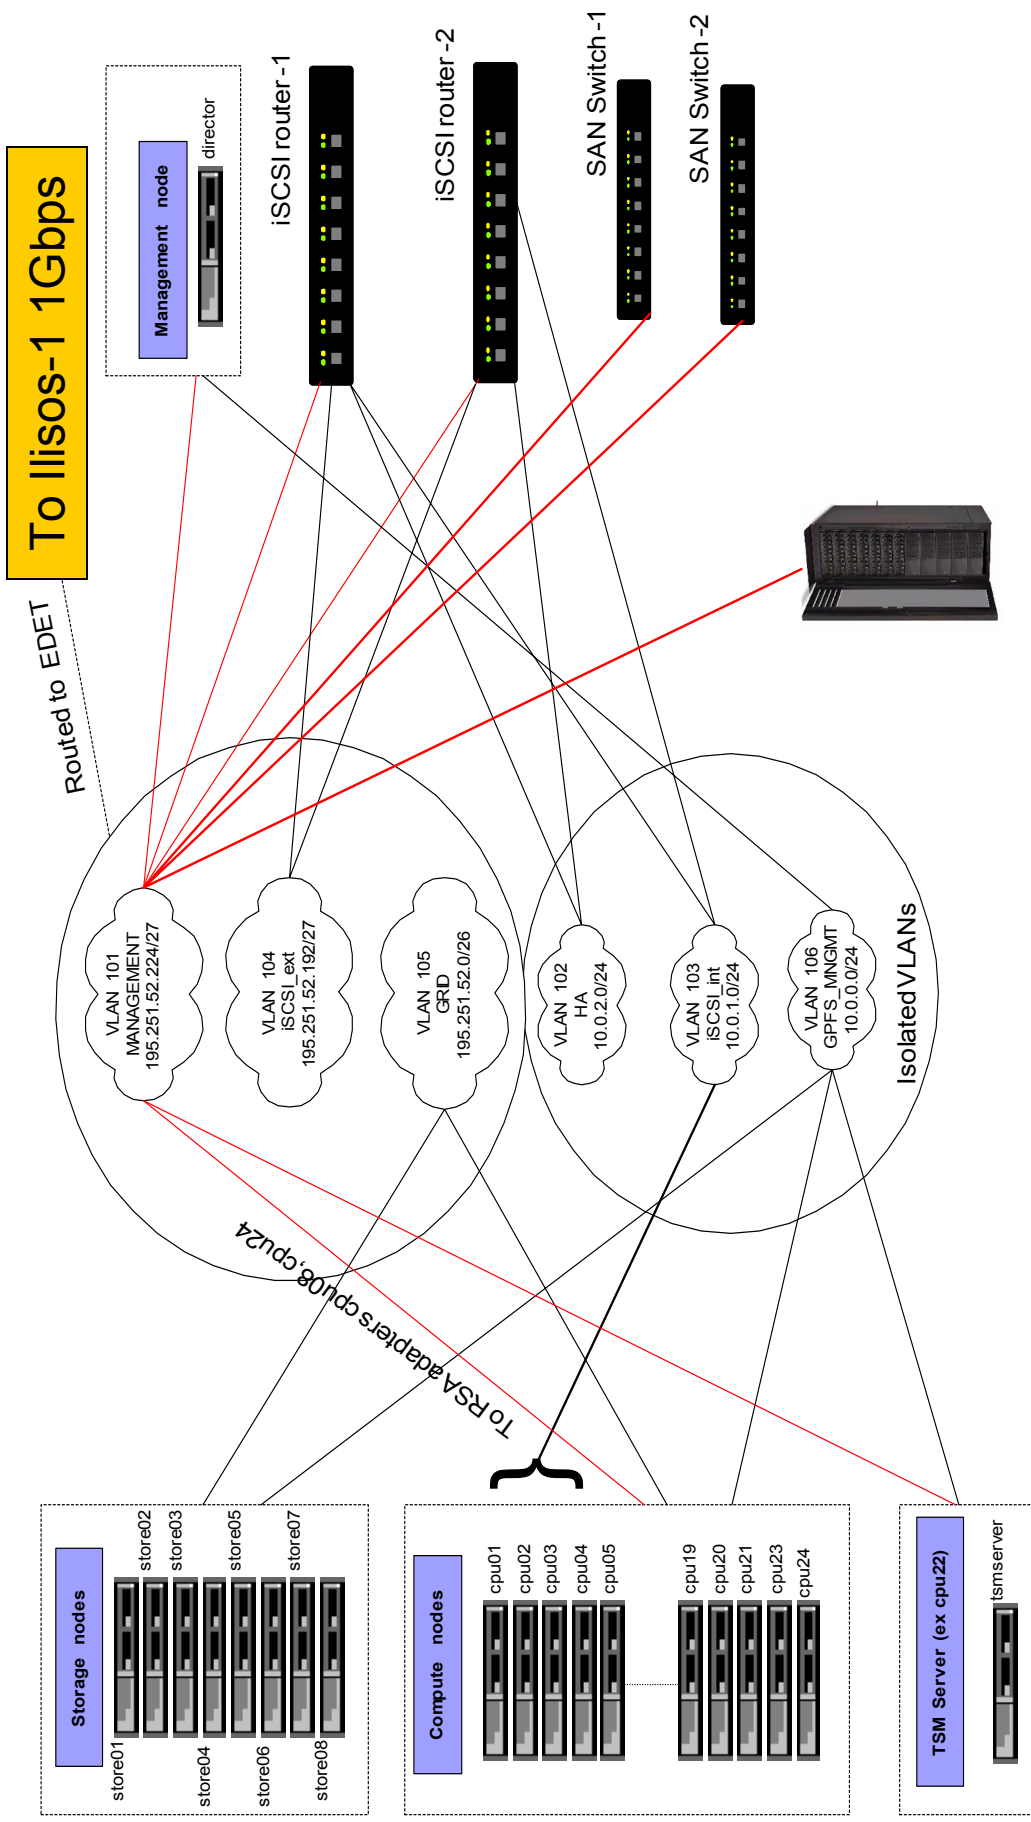 To Ilisos-1 1Gbps
Routed to EDET
Management node
director
iSCSI router -1
iSCSI router -2
SAN Switch -1
SAN Switch -2
VLAN 101
MANAGEMENT
195.251.52.224/27
VLAN 104
iSCSI_ext
195.251.52.192/27
VLAN 105
GRID
195.251.52.0/26
VLAN 102
HA
10.0.2.0/24
VLAN 103
iSCSI_int
10.0.1.0/24
VLAN 106
GPFS_MNGMT
10.0.0.0/24
Isolated VLANs
To RSA adapters cpu08,cpu24
Storage nodes
store01
store02
store03
store04
store05
store06
store07
store08
Compute nodes
cpu01
cpu02
cpu03
cpu04
cpu05
cpu19
cpu20
cpu21
cpu23
cpu24
TSM Server (ex cpu22)
tsmserver